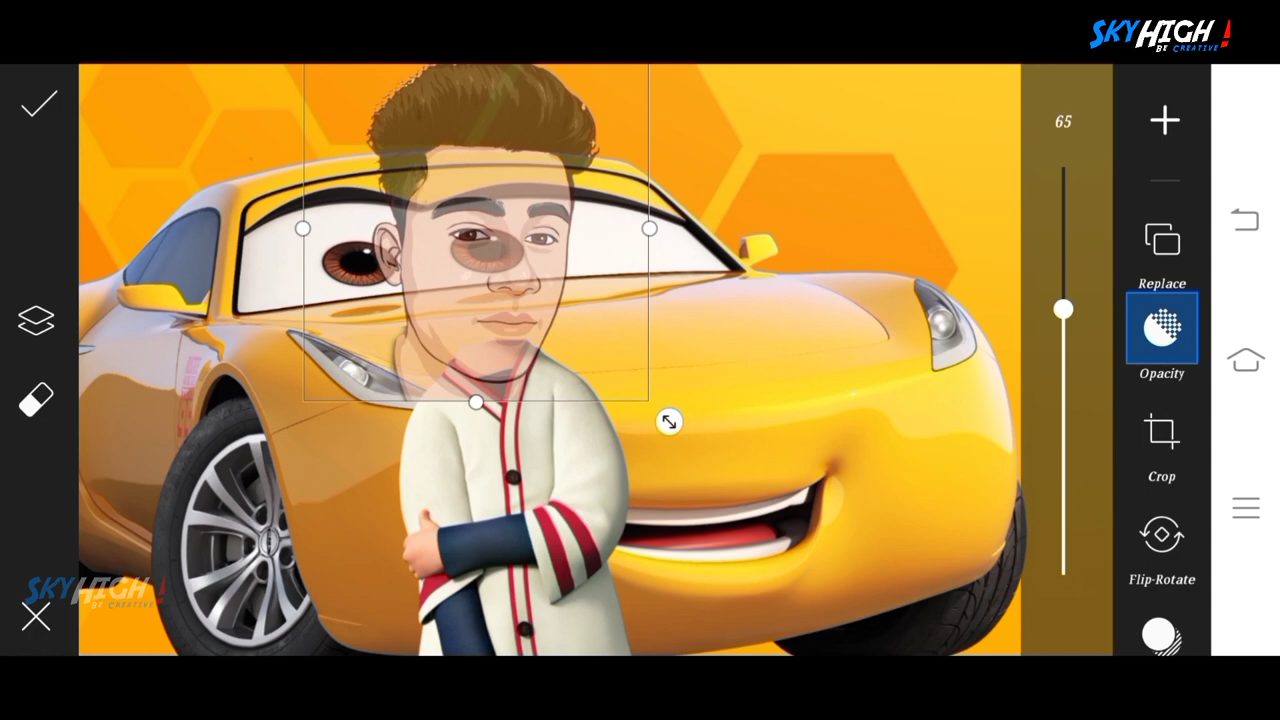 SKYHIGH!
BE CREATIVE
65
Replace
Opacity
Crop
Flip-Rotate
SKYHIGH!
BE CREATIVE